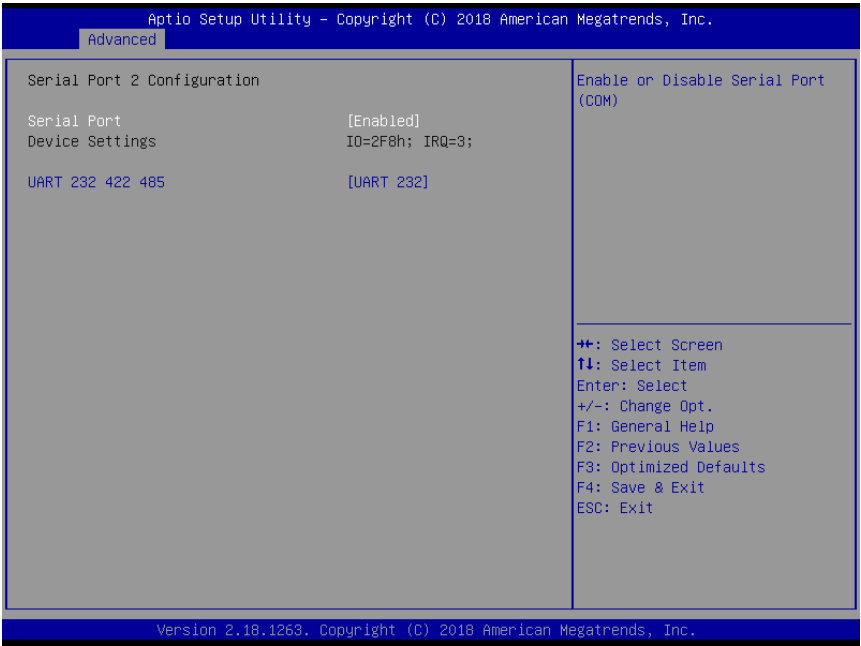 Aptio Setup Utility – Copyright (C) 2018 American Megatrends, Inc.
Advanced
Serial Port 2 Configuration
Serial Port [Enabled]
Device Settings IO=2F8h; IRQ=3;
UART 232 422 485 [UART 232]
Enable or Disable Serial Port
(COM)
→←: Select Screen
↑↓: Select Item
Enter: Select
+/-: Change Opt.
F1: General Help
F2: Previous Values
F3: Optimized Defaults
F4: Save & Exit
ESC: Exit
Version 2.18.1263. Copyright (C) 2018 American Megatrends, Inc.